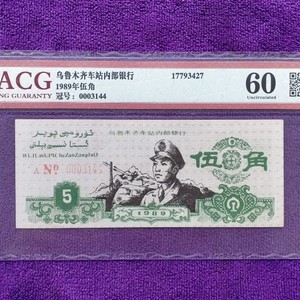 ACG
ING GUARANTY
乌鲁木齐车站内部银行
1989年伍角
冠号：0003144
17793427
60
Uncirculated
乌鲁木齐车站内部银行
伍角
A No 0003144
5
1989